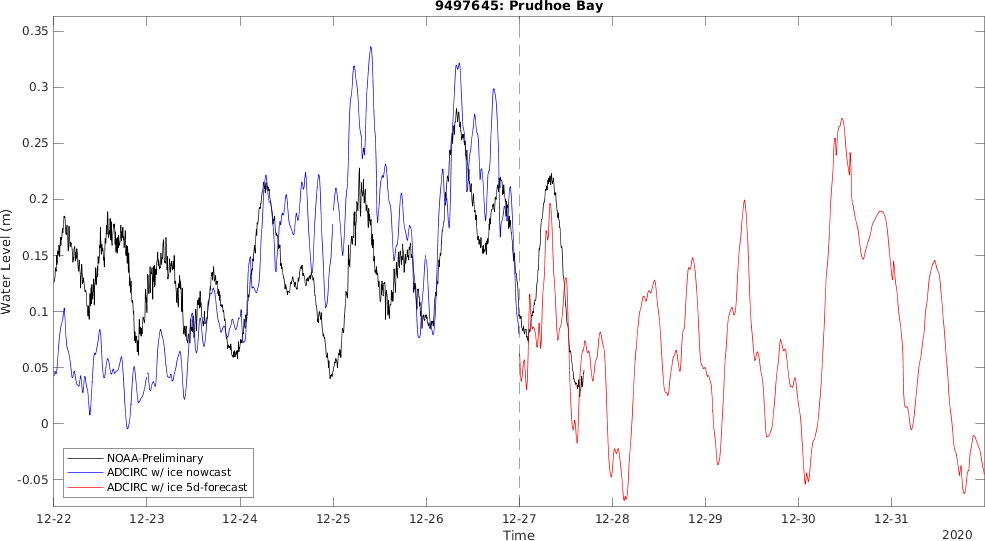 9497645: Prudhoe Bay
0.35
0.3
0.25
0.2
0.15
0.1
0.05
0
-0.05
Water Level (m)
NOAA-Preliminary
ADCIRC w/ ice nowcast
ADCIRC w/ ice 5d-forecast
12-22 12-23 12-24 12-25 12-26 12-27 12-28 12-29 12-30 12-31
Time
2020